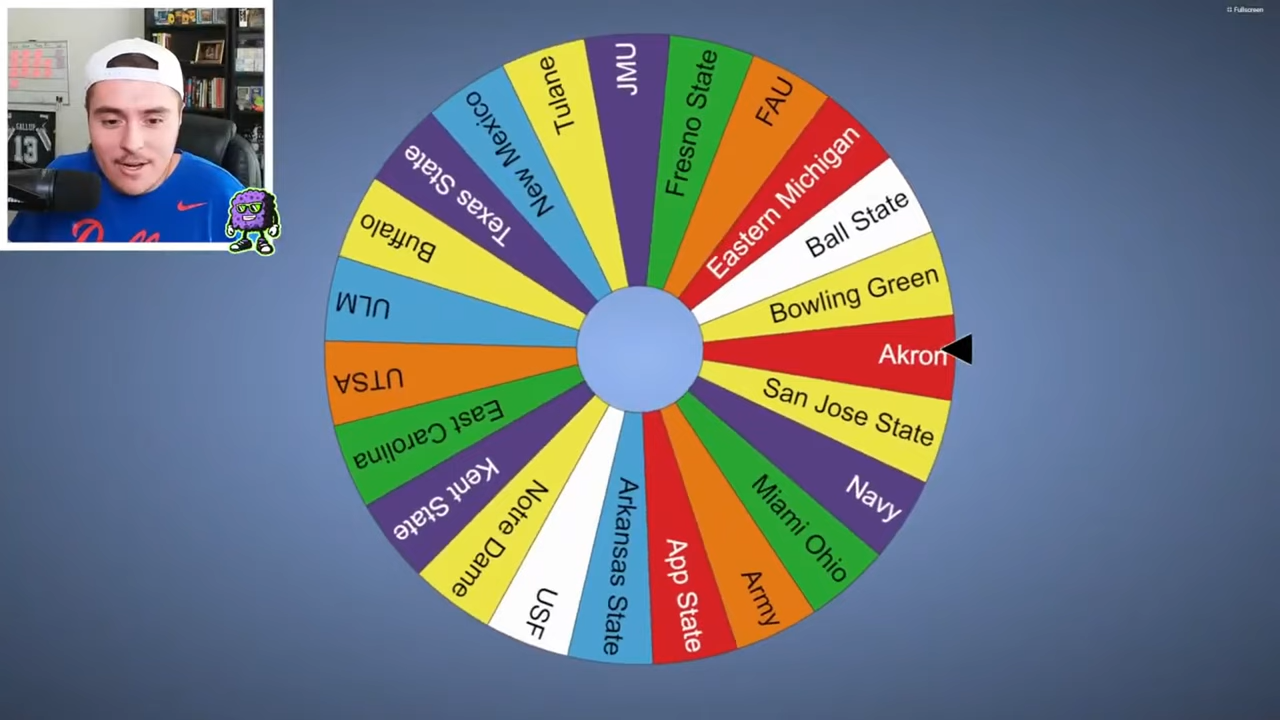 Fullscreen
GALLUP
13
JMU
Fresno State
FAU
Eastern Michigan
Ball State
Bowling Green
Akron
San Jose State
Navy
Miami Ohio
Army
App State
Arkansas State
USF
Notre Dame
Kent State
East Carolina
UTSA
ULM
Buffalo
Texas State
New Mexico
Tulane